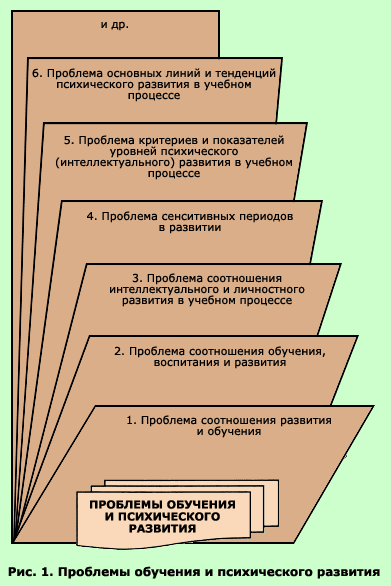 и др.
6. Проблема основных линий и тенденций
психического развития в учебном
процессе
5. Проблема критериев и показателей
уровней психического
(интеллектуального) развития в учебном
процессе
4. Проблема сенситивных периодов
в развитии
3. Проблема соотношения
интеллектуального и личностного
развития в учебном процессе
2. Проблема соотношения обучения,
воспитания и развития
1. Проблема соотношения развития
и обучения
ПРОБЛЕМЫ ОБУЧЕНИЯ
И ПСИХИЧЕСКОГО
РАЗВИТИЯ
Рис. 1. Проблемы обучения и психического развития